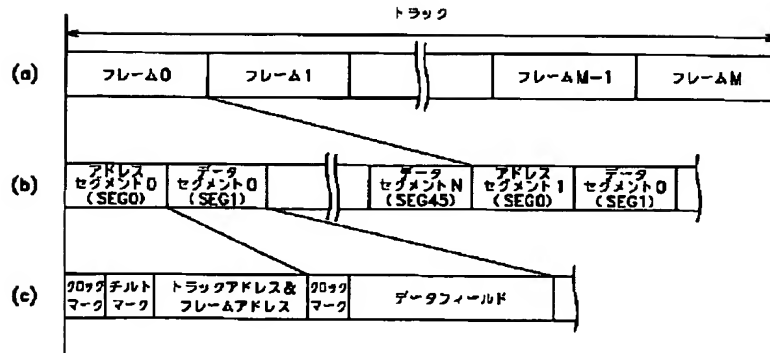 トラック
(a)
フレーム0
フレーム1
フレームM-1
フレームM
(b)
アドレス
セグメント0
(SEG0)
データ
セグメント0
(SEG1)
データ
セグメントN
(SEG45)
アドレス
セグメント1
(SEG0)
データ
セグメント0
(SEG1)
(c)
クロック
マーク
チルト
マーク
トラックアドレス&
フレームアドレス
クロック
マーク
データフィールド